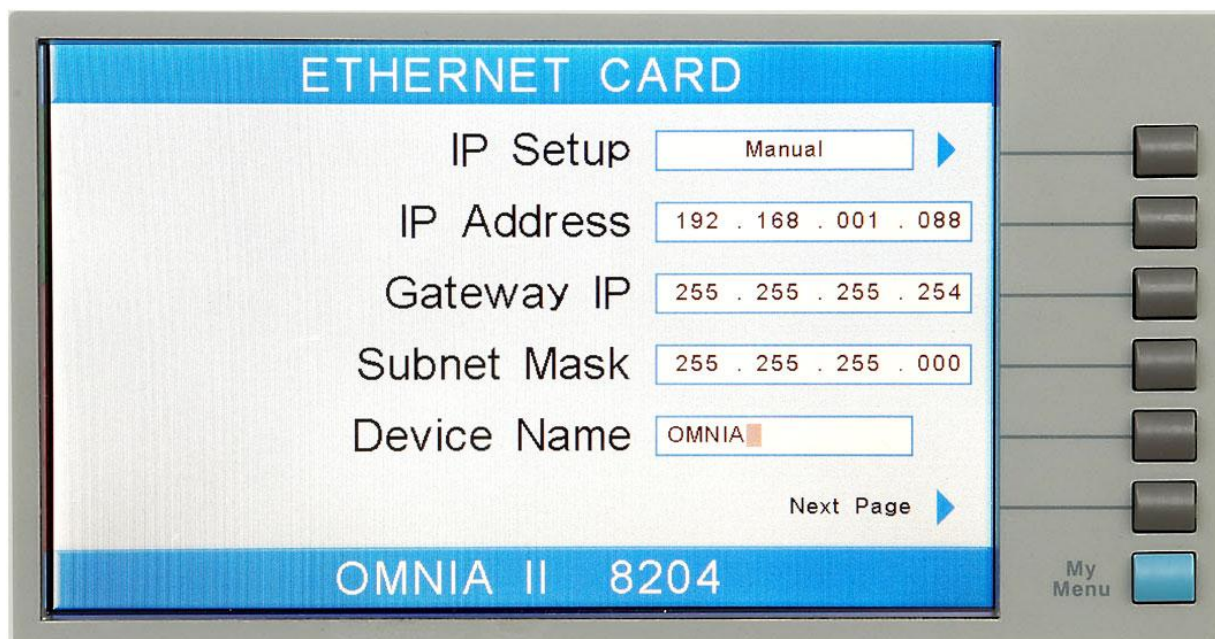 ETHERNET CARD
IP Setup Manual
IP Address 192 . 168 . 001 . 088
Gateway IP 255 . 255 . 255 . 254
Subnet Mask 255 . 255 . 255 . 000
Device Name OMNIA
Next Page
OMNIA II 8204
My
Menu